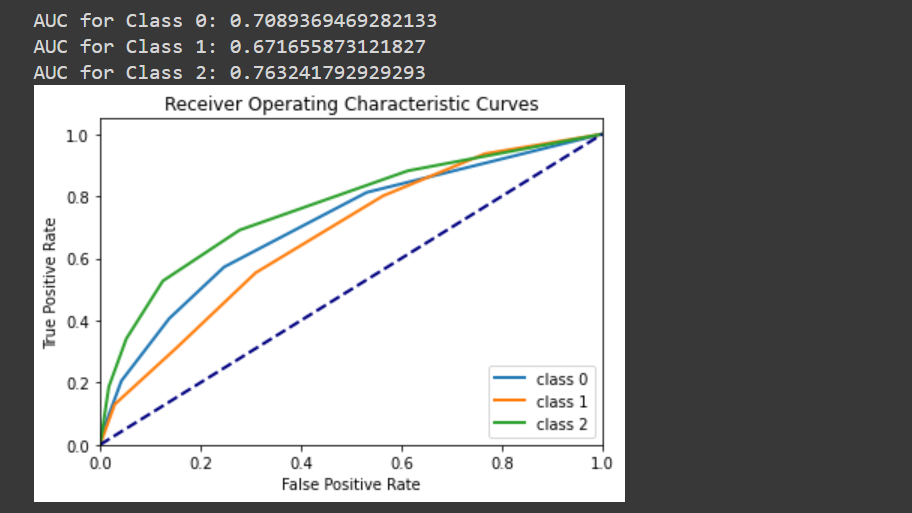 AUC for Class 0: 0.7089369469282133
AUC for Class 1: 0.671655873121827
AUC for Class 2: 0.763241792929293
Receiver Operating Characteristic Curves
True Positive Rate
1.0
0.8
0.6
0.4
0.2
0.0
class 0
class 1
class 2
0.0 0.2 0.4 0.6 0.8 1.0
False Positive Rate